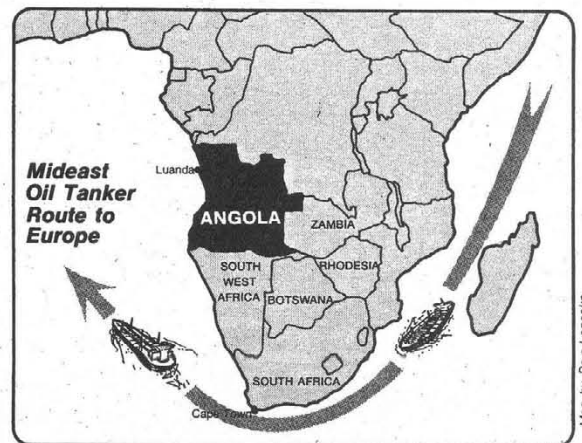 Mideast
Oil Tanker
Route to
Europe
Luanda
ANGOLA
ZAMBIA
SOUTH
WEST
AFRICA
RHODESIA
BOTSWANA
SOUTH AFRICA
Cape Town